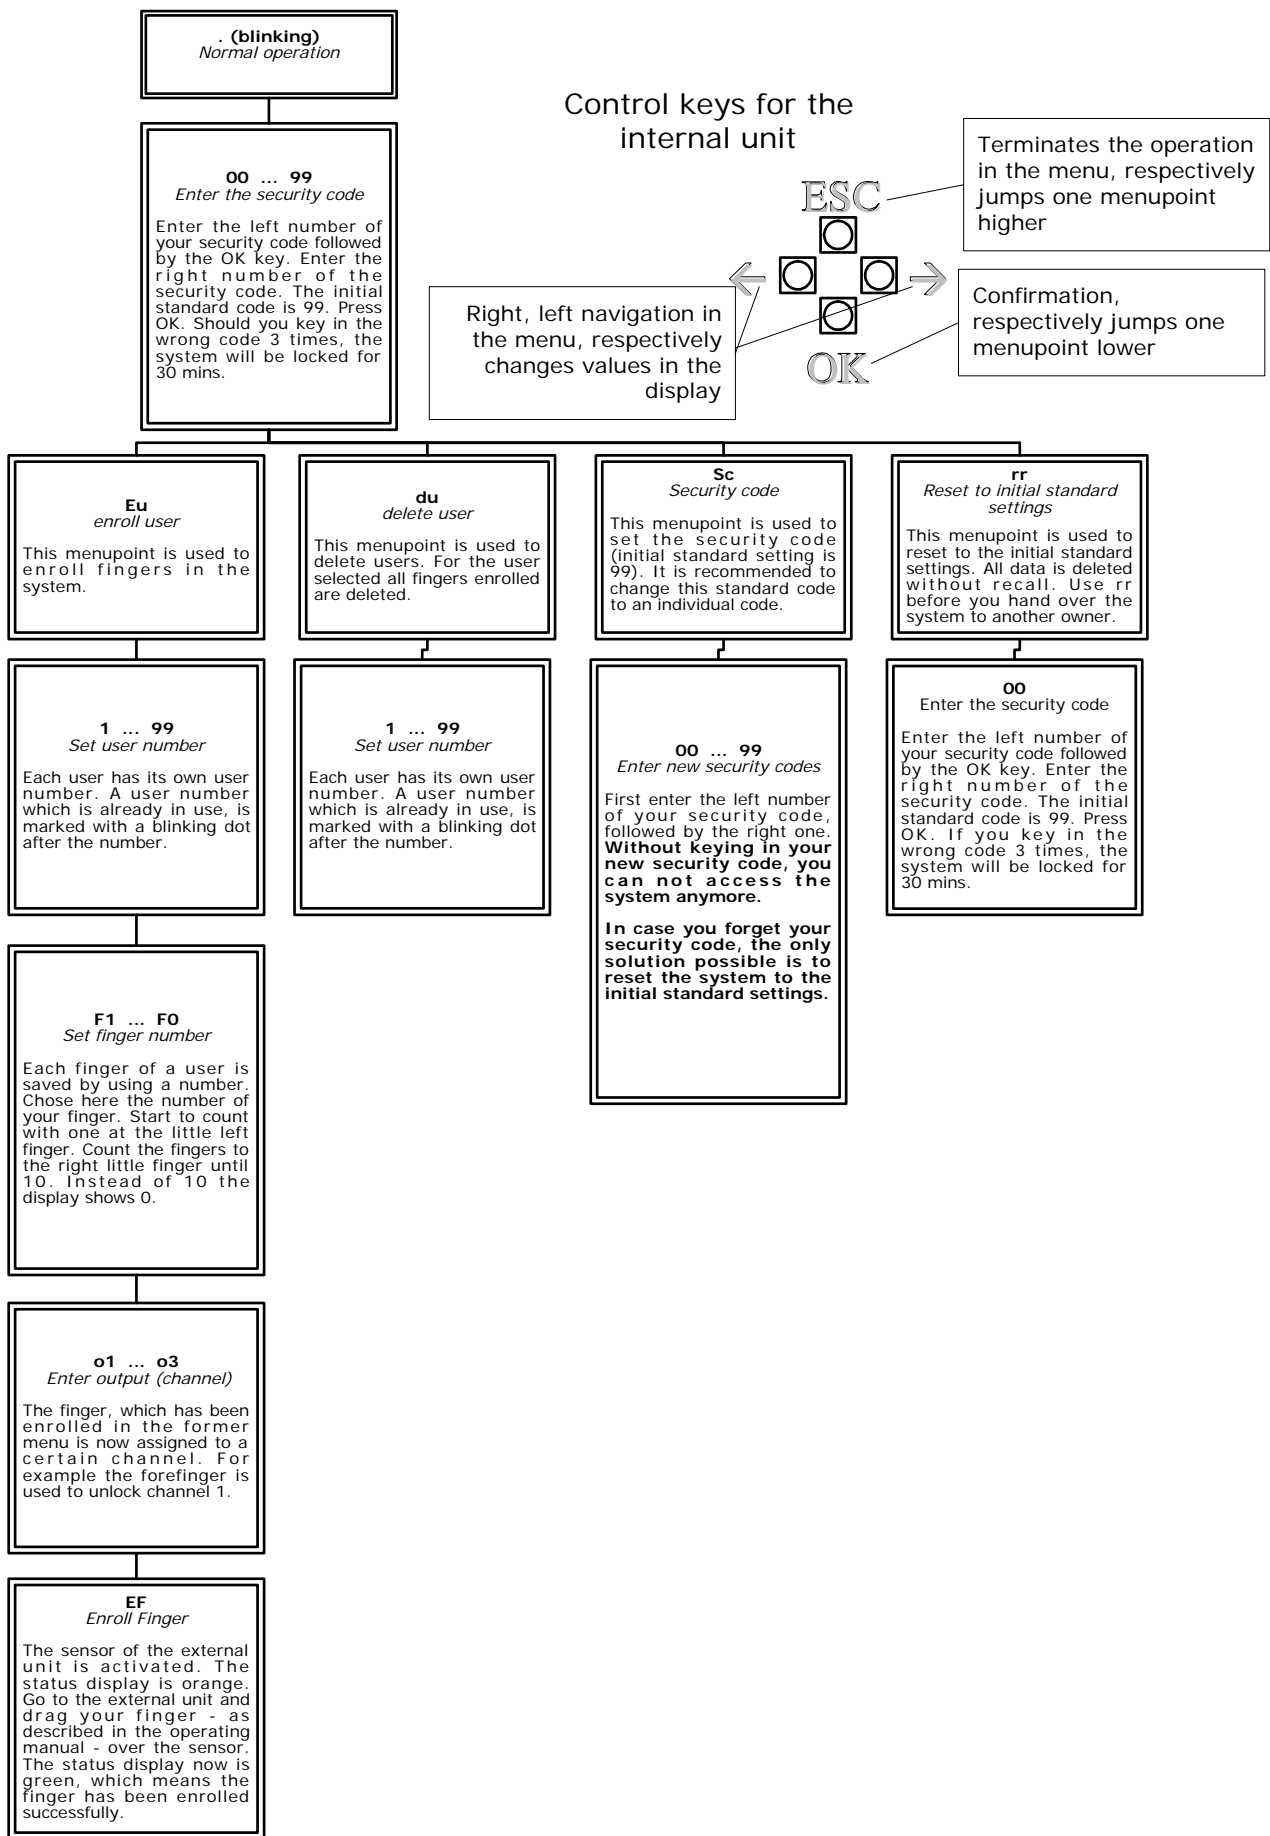 . (blinking)
Normal operation
Control keys for the
internal unit
Terminates the operation
in the menu, respectively
jumps one menupoint
higher
ESC
Right, left navigation in
the menu, respectively
changes values in the
display
Confirmation,
respectively jumps one
menupoint lower
OK
00 ... 99
Enter the security code
Enter the left number of
your security code followed
by the OK key. Enter the
right number of the
security code. The initial
standard code is 99. Press
OK. Should you key in the
wrong code 3 times, the
system will be locked for
30 mins.
Eu
enroll user
This menupoint is used to
enroll fingers in the
system.
du
delete user
This menupoint is used to
delete users. For the user
selected all fingers enrolled
are deleted.
Sc
Security code
This menupoint is used to
set the security code
(initial standard setting is
99). It is recommended to
change this standard code
to an individual code.
rr
Reset to initial standard
settings
This menupoint is used to
reset to the initial standard
settings. All data is deleted
without recall. Use rr
before you hand over the
system to another owner.
1 ... 99
Set user number
Each user has its own user
number. A user number
which is already in use, is
marked with a blinking dot
after the number.
1 ... 99
Set user number
Each user has its own user
number. A user number
which is already in use, is
marked with a blinking dot
after the number.
00 ... 99
Enter new security codes
First enter the left number
of your security code,
followed by the right one.
Without keying in your
new security code, you
can not access the
system anymore.
In case you forget your
security code, the only
solution possible is to
reset the system to the
initial standard settings.
00
Enter the security code
Enter the left number of
your security code followed
by the OK key. Enter the
right number of the
security code. The initial
standard code is 99. Press
OK. If you key in the
wrong code 3 times, the
system will be locked for
30 mins.
F1 ... F0
Set finger number
Each finger of a user is
saved by using a number.
Chose here the number of
your finger. Start to count
with one at the little left
finger. Count the fingers to
the right little finger until
10. Instead of 10 the
display shows 0.
o1 ... o3
Enter output (channel)
The finger, which has been
enrolled in the former
menu is now assigned to a
certain channel. For
example the forefinger is
used to unlock channel 1.
EF
Enroll Finger
The sensor of the external
unit is activated. The
status display is orange.
Go to the external unit and
drag your finger - as
described in the operating
manual - over the sensor.
The status display now is
green, which means the
finger has been enrolled
successfully.